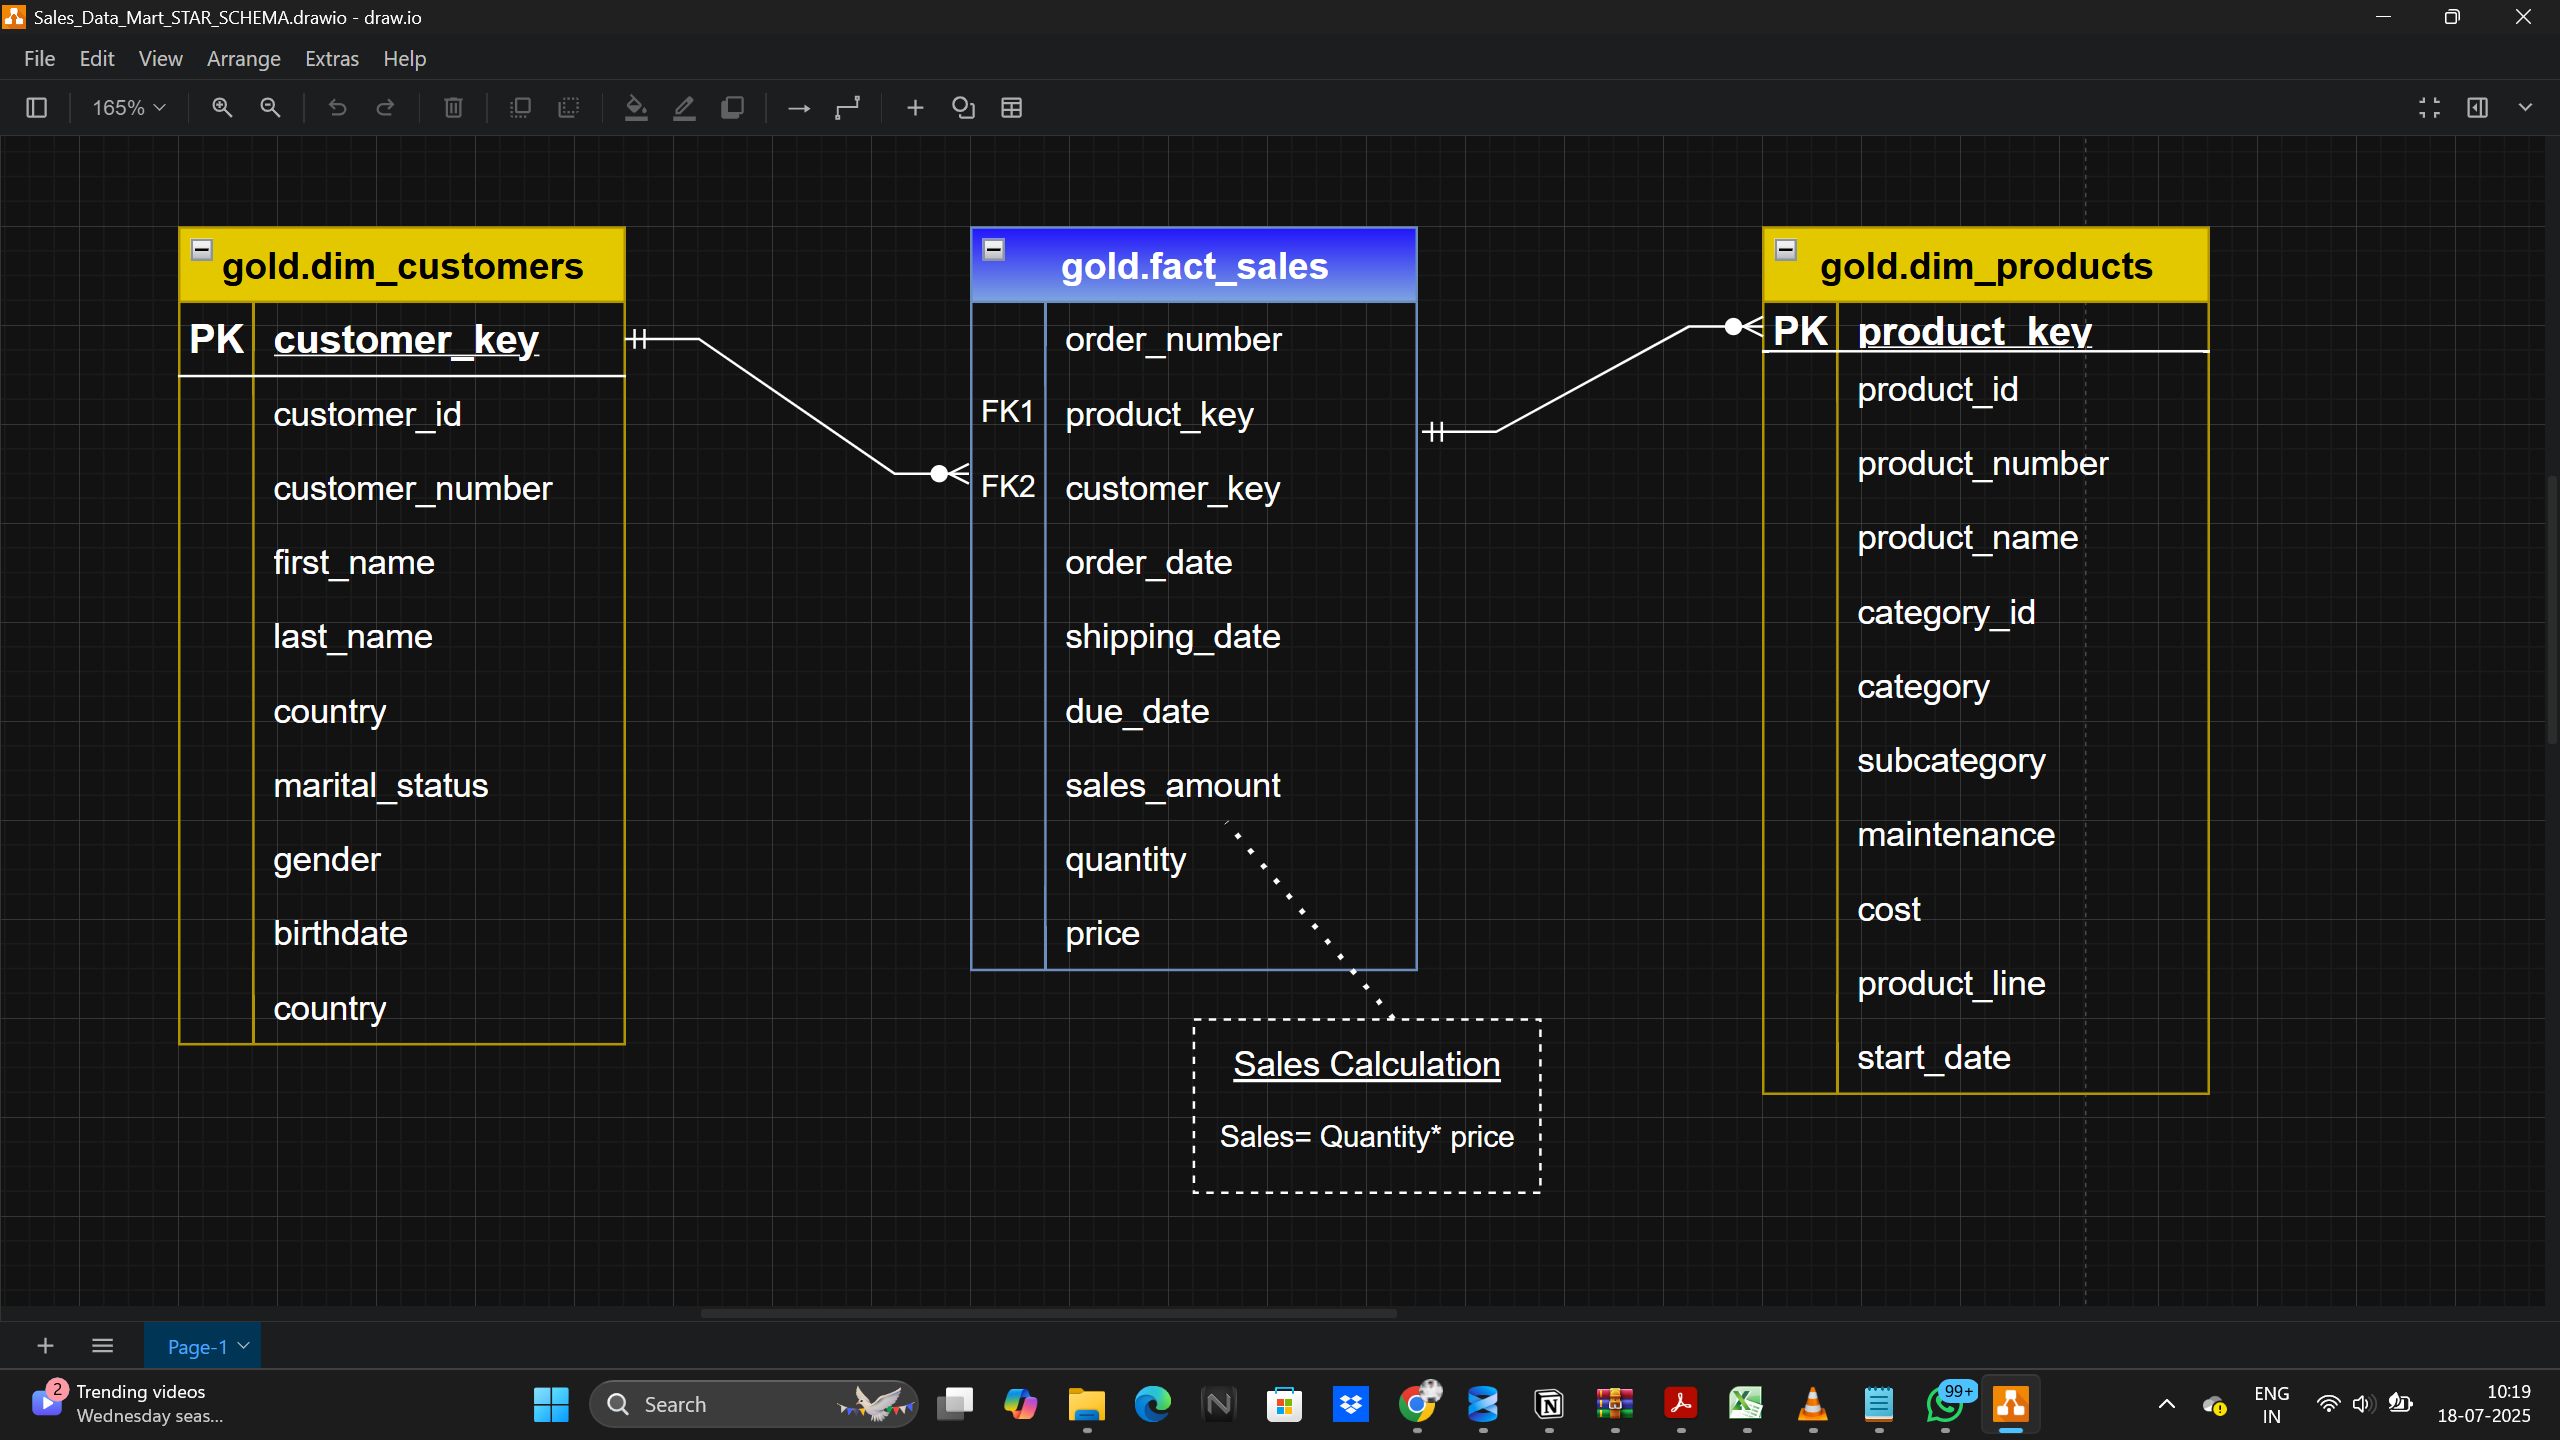 Sales_Data_Mart_STAR_SCHEMA.drawio - draw.io
File Edit View Arrange Extras Help
165%
gold.dim_customers
PK customer_key
customer_id
customer_number
first_name
last_name
country
marital_status
gender
birthdate
country
gold.fact_sales
order_number
FK1 product_key
FK2 customer_key
order_date
shipping_date
due_date
sales_amount
quantity
price
Sales Calculation
Sales= Quantity* price
gold.dim_products
PK product_key
product_id
product_number
product_name
category_id
category
subcategory
maintenance
cost
product_line
start_date
Page-1
2
Trending videos
Wednesday seas...
Search
99+
ENG
IN
10:19
18-07-2025